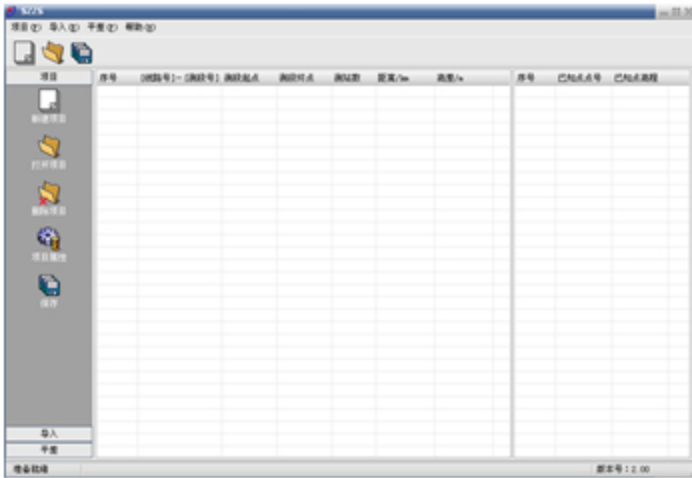 SZZS
项目(P) 导入(D) 平差(C) 帮助(H)
项目
新建项目
打开项目
删除项目
项目属性
保存
导入
平差
序号 [线路号]-[测段号] 测段起点 测段终点 测站数 距离/km 高差/m
序号 已知点点号 已知点高程
准备就绪
版本号:2.00